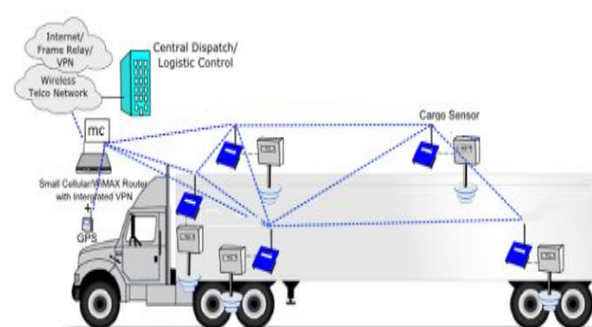 Internet/
Frame Relay/
VPN
Wireless
Telco Network
Central Dispatch/
Logistic Control
mc
Small Cellular/WiMAX Router
with Intergrated VPN
+
GPS
Cargo Sensor